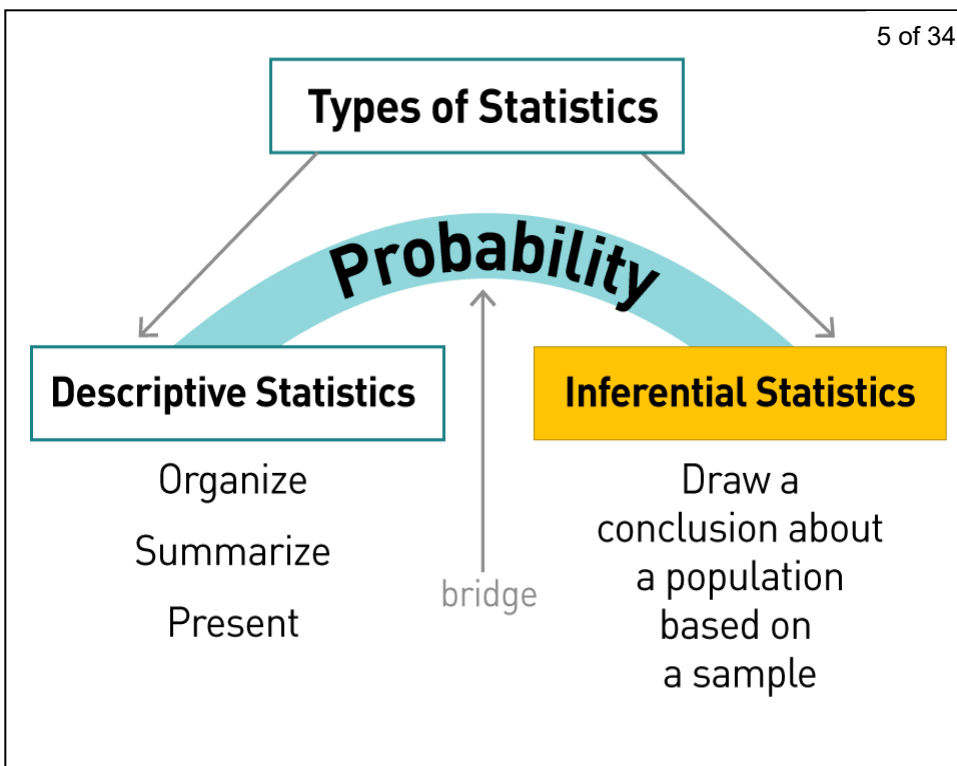 5 of 34
Types of Statistics
Probability
Descriptive Statistics
Organize
Summarize
Present
bridge
Inferential Statistics
Draw a
conclusion about
a population
based on
a sample